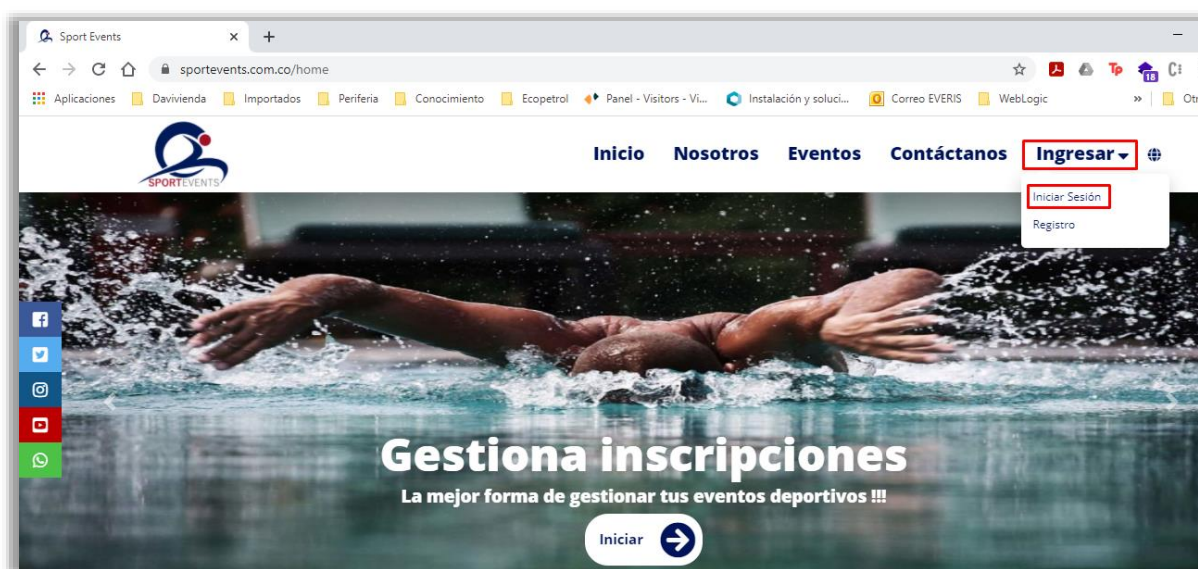 Sport Events
sportevents.com.co/home
18
Aplicaciones Davivienda Importados Periferia Conocimiento Ecopetrol Panel - Visitors - Vi... Instalación y soluci... Correo EVERIS WebLogic » Otr
SPORTEVENTS
Inicio Nosotros Eventos Contáctanos Ingresar
Iniciar Sesión
Registro
Gestiona inscripciones
La mejor forma de gestionar tus eventos deportivos !!!
Iniciar